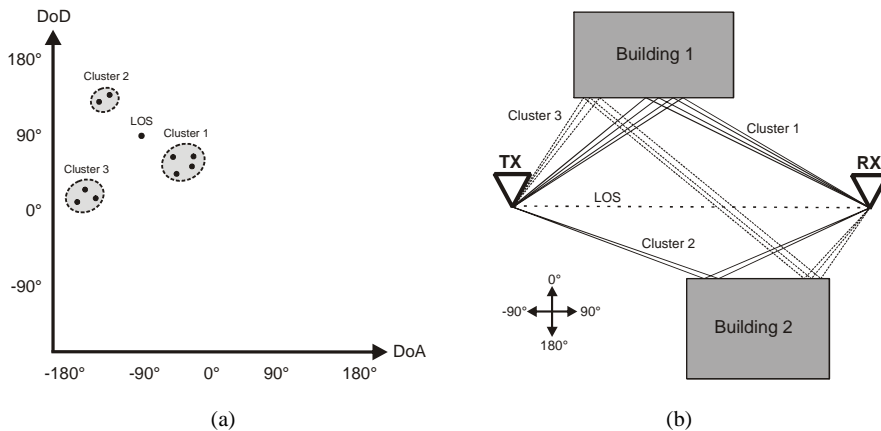 DoD
180°
90°
0°
-90°
Cluster 2
LOS
Cluster 1
Cluster 3
DoA
-180°
-90°
0°
90°
180°
(a)
Building 1
Cluster 3
Cluster 1
TX
RX
LOS
Cluster 2
0°
-90°
90°
180°
Building 2
(b)